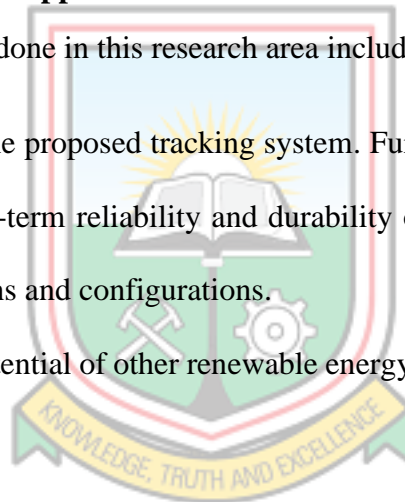 done in this research area includ
e proposed tracking system. Fu
-term reliability and durability
ns and configurations.
ential of other renewable energy
KNOWLEDGE, TRUTH AND EXCELLENCE